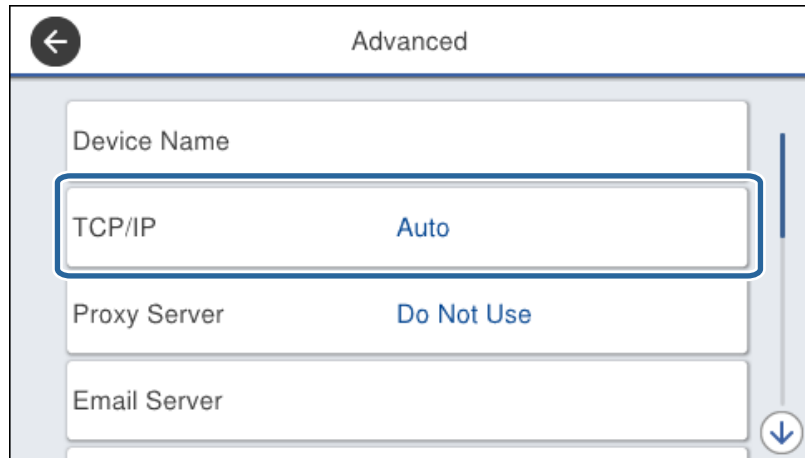 Advanced
Device Name
TCP/IP Auto
Proxy Server Do Not Use
Email Server